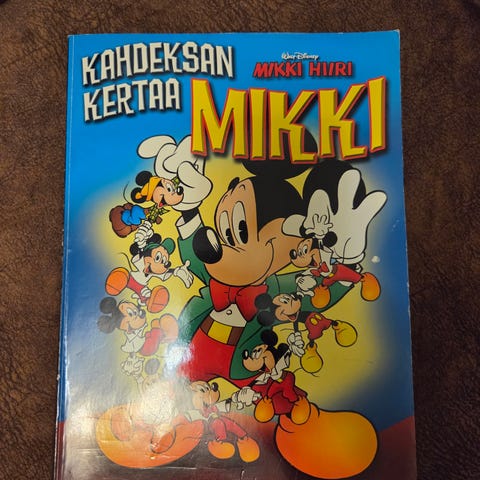 KAHDEKSAN
KERTAA
Walt Disney
MIKKI HIIRI
MIKKI